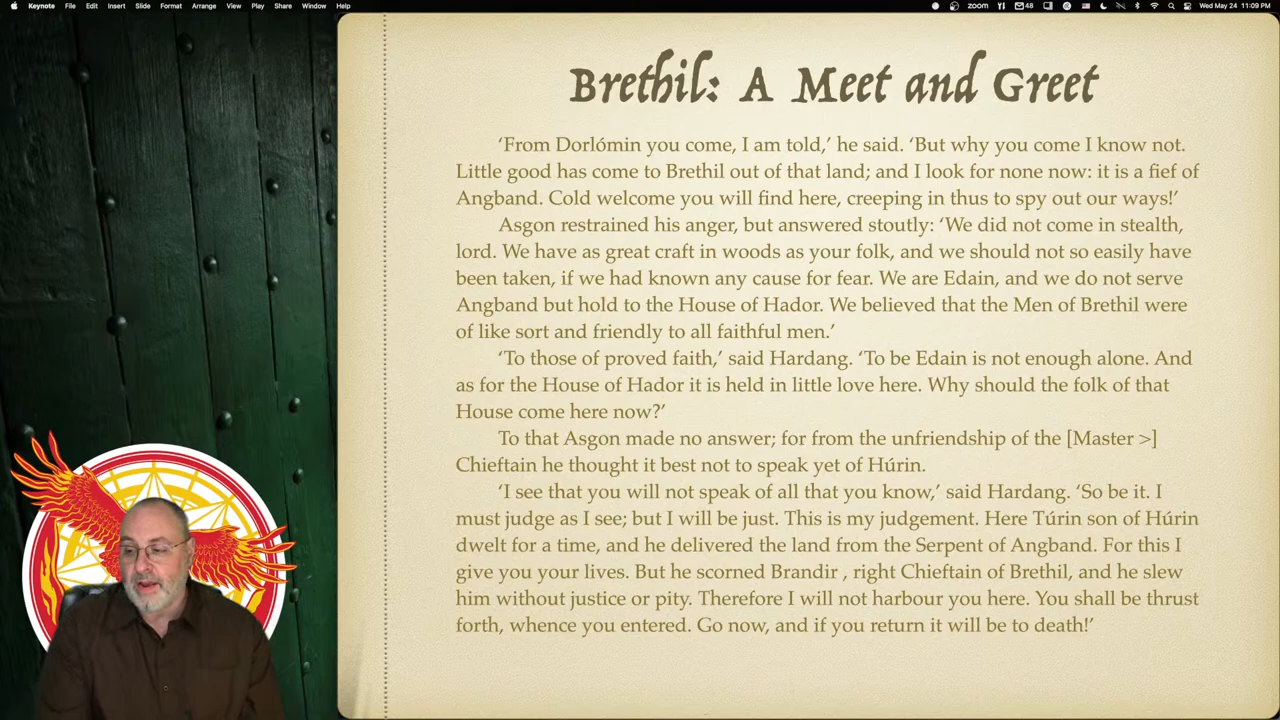 Keynote File Edit Insert Slide Format Arrange View Play Share Window Help zoom 48 Wed May 24 11:09 PM
Brethil: A Meet and Greet
‘From Dorlómin you come, I am told,’ he said. ‘But why you come I know not.
Little good has come to Brethil out of that land; and I look for none now: it is a fief of
Angband. Cold welcome you will find here, creeping in thus to spy out our ways!’
Asgon restrained his anger, but answered stoutly: ‘We did not come in stealth,
lord. We have as great craft in woods as your folk, and we should not so easily have
been taken, if we had known any cause for fear. We are Edain, and we do not serve
Angband but hold to the House of Hador. We believed that the Men of Brethil were
of like sort and friendly to all faithful men.’
‘To those of proved faith,’ said Hardang. ‘To be Edain is not enough alone. And
as for the House of Hador it is held in little love here. Why should the folk of that
House come here now?’
To that Asgon made no answer; for from the unfriendship of the [Master >]
Chieftain he thought it best not to speak yet of Húrin.
‘I see that you will not speak of all that you know,’ said Hardang. ‘So be it. I
must judge as I see; but I will be just. This is my judgement. Here Túrin son of Húrin
dwelt for a time, and he delivered the land from the Serpent of Angband. For this I
give you your lives. But he scorned Brandir , right Chieftain of Brethil, and he slew
him without justice or pity. Therefore I will not harbour you here. You shall be thrust
forth, whence you entered. Go now, and if you return it will be to death!’